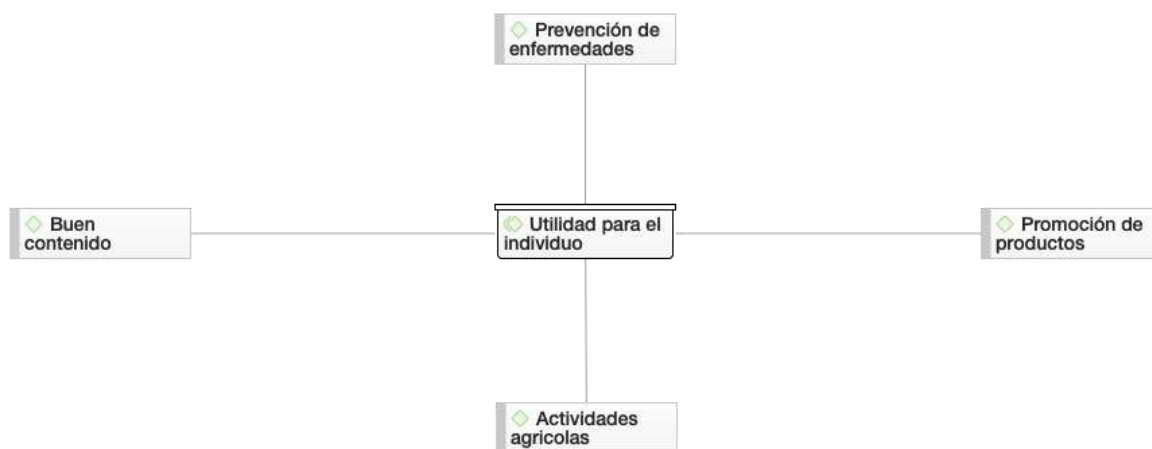 Prevención de
enfermedades
Buen
contenido
Utilidad para el
individuo
Promoción de
productos
Actividades
agricolas